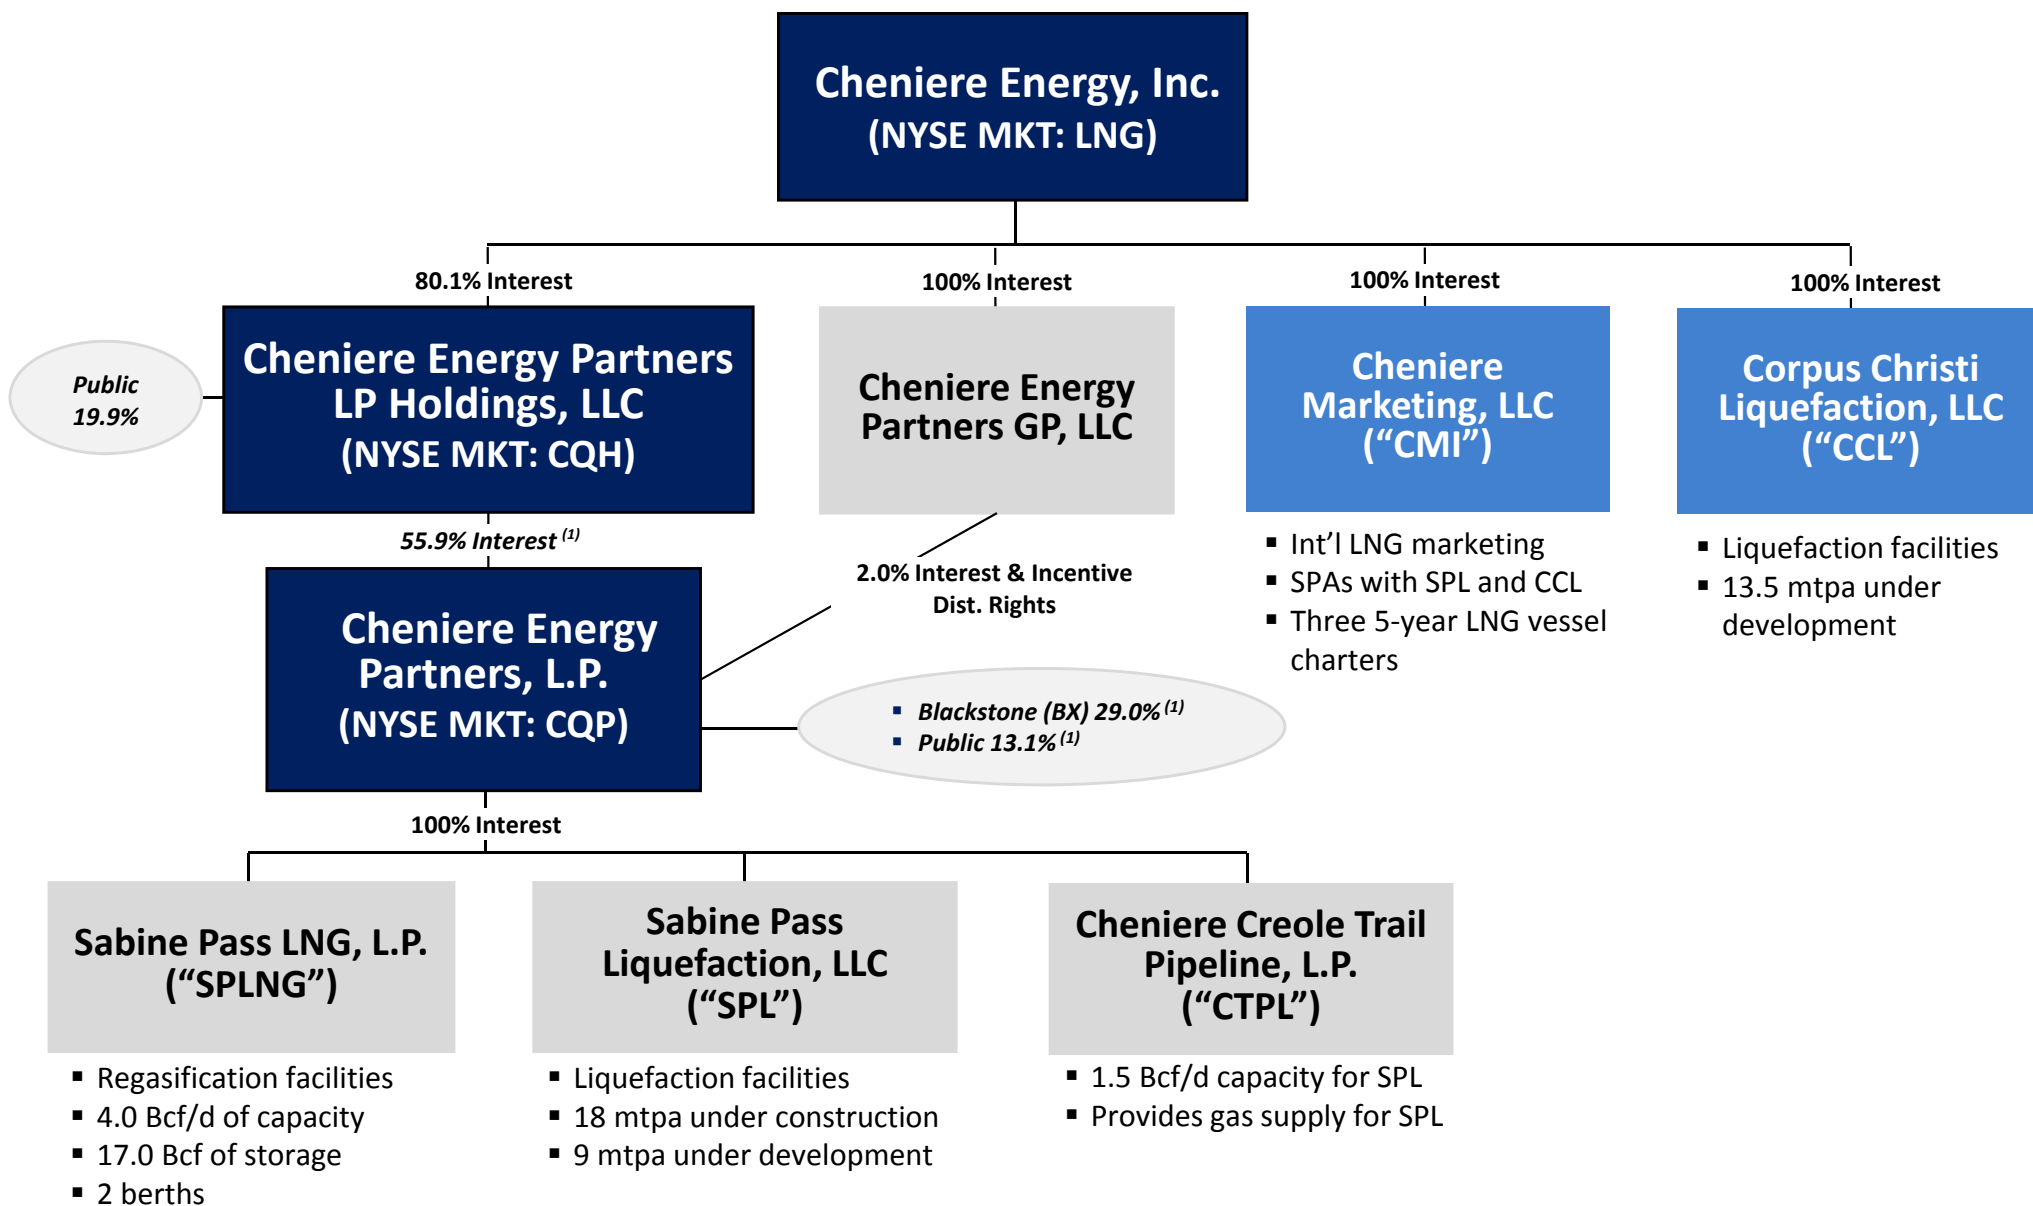 Cheniere Energy, Inc.
(NYSE MKT: LNG)
80.1% Interest
100% Interest
100% Interest
100% Interest
Public
19.9%
Cheniere Energy Partners
LP Holdings, LLC
(NYSE MKT: CQH)
Cheniere Energy
Partners GP, LLC
Cheniere
Marketing, LLC
(“CMI”)
Corpus Christi
Liquefaction, LLC
(“CCL”)
55.9% Interest (1)
2.0% Interest & Incentive
Dist. Rights
▪ Int’l LNG marketing
▪ SPAs with SPL and CCL
▪ Three 5-year LNG vessel
charters
▪ Liquefaction facilities
▪ 13.5 mtpa under
development
Cheniere Energy
Partners, L.P.
(NYSE MKT: CQP)
▪ Blackstone (BX) 29.0% (1)
▪ Public 13.1% (1)
100% Interest
Sabine Pass LNG, L.P.
(“SPLNG”)
Sabine Pass
Liquefaction, LLC
(“SPL”)
Cheniere Creole Trail
Pipeline, L.P.
(“CTPL”)
▪ Regasification facilities
▪ 4.0 Bcf/d of capacity
▪ 17.0 Bcf of storage
▪ 2 berths
▪ Liquefaction facilities
▪ 18 mtpa under construction
▪ 9 mtpa under development
▪ 1.5 Bcf/d capacity for SPL
▪ Provides gas supply for SPL